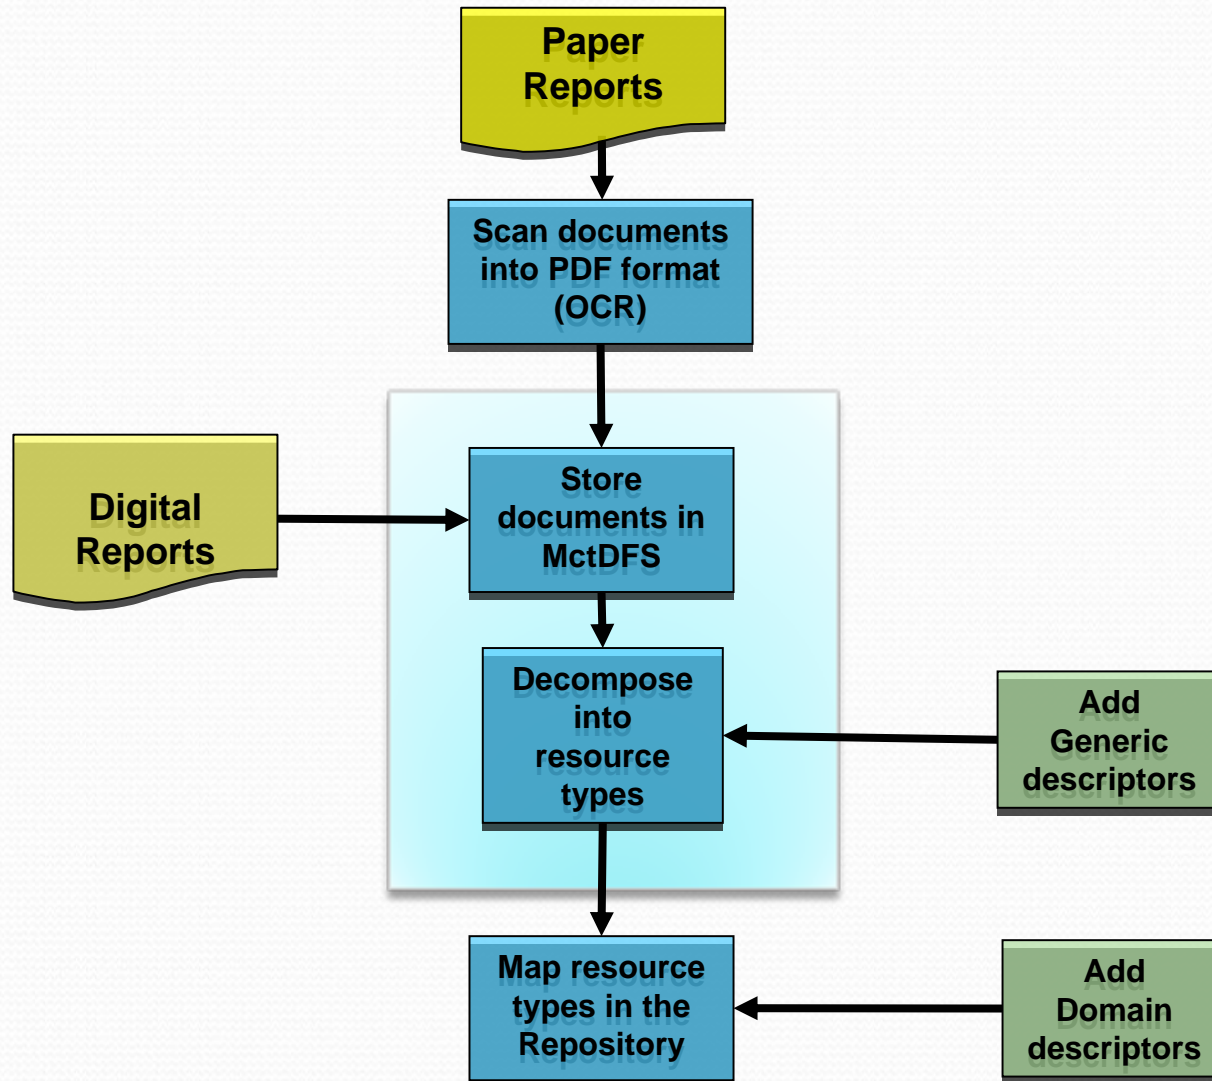 Paper
Reports
Scan documents
into PDF format
(OCR)
Digital
Reports
Store
documents in
MctDFS
Decompose
into
resource
types
Add
Generic
descriptors
Map resource
types in the
Repository
Add
Domain
descriptors